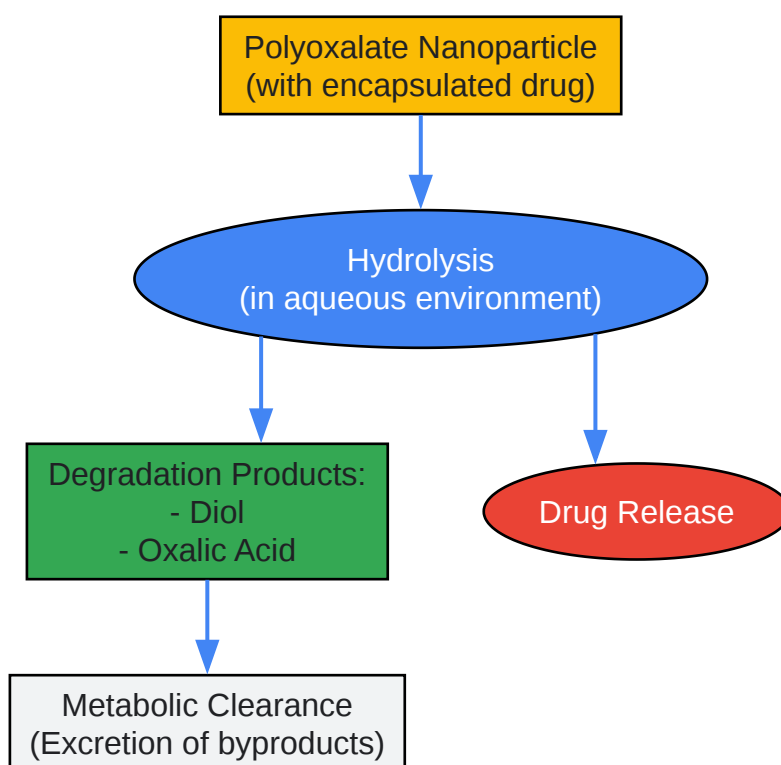 Polyoxalate Nanoparticle
(with encapsulated drug)
Hydrolysis
(in aqueous environment)
Degradation Products:
- Diol
- Oxalic Acid
Drug Release
Metabolic Clearance
(Excretion of byproducts)